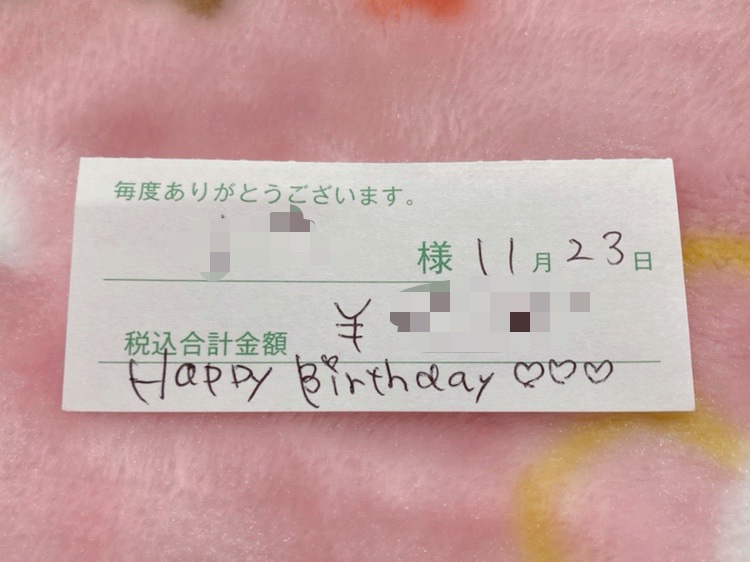 毎度ありがとうございます。
様 11月23日
税込合計金額 ¥
Happy Birthday ♡♡♡